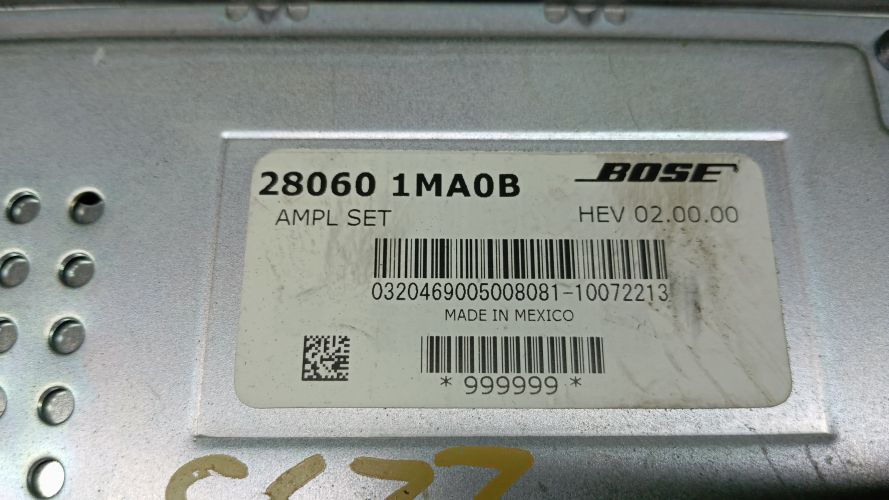 28060 1MA0B BOSE
AMPL SET HEV 02.00.00
0320469005008081-10072213
MADE IN MEXICO
* 999999 *